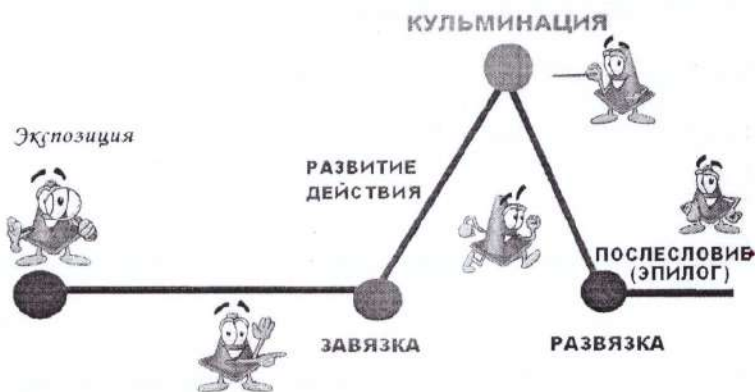 КУЛЬМИНАЦИЯ
Экспозиция
РАЗВИТИЕ
ДЕЙСТВИЯ
ПОСЛЕСЛОВИЕ
(ЭПИЛОГ)
ЗАВЯЗКА
РАЗВЯЗКА